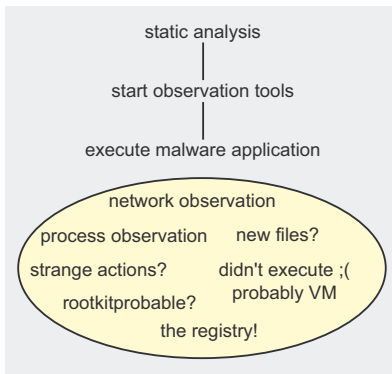 static analysis
start observation tools
execute malware application
network observation
process observation
new files?
strange actions?
didn't execute ;(
probably VM
rootkitprobable?
the registry!